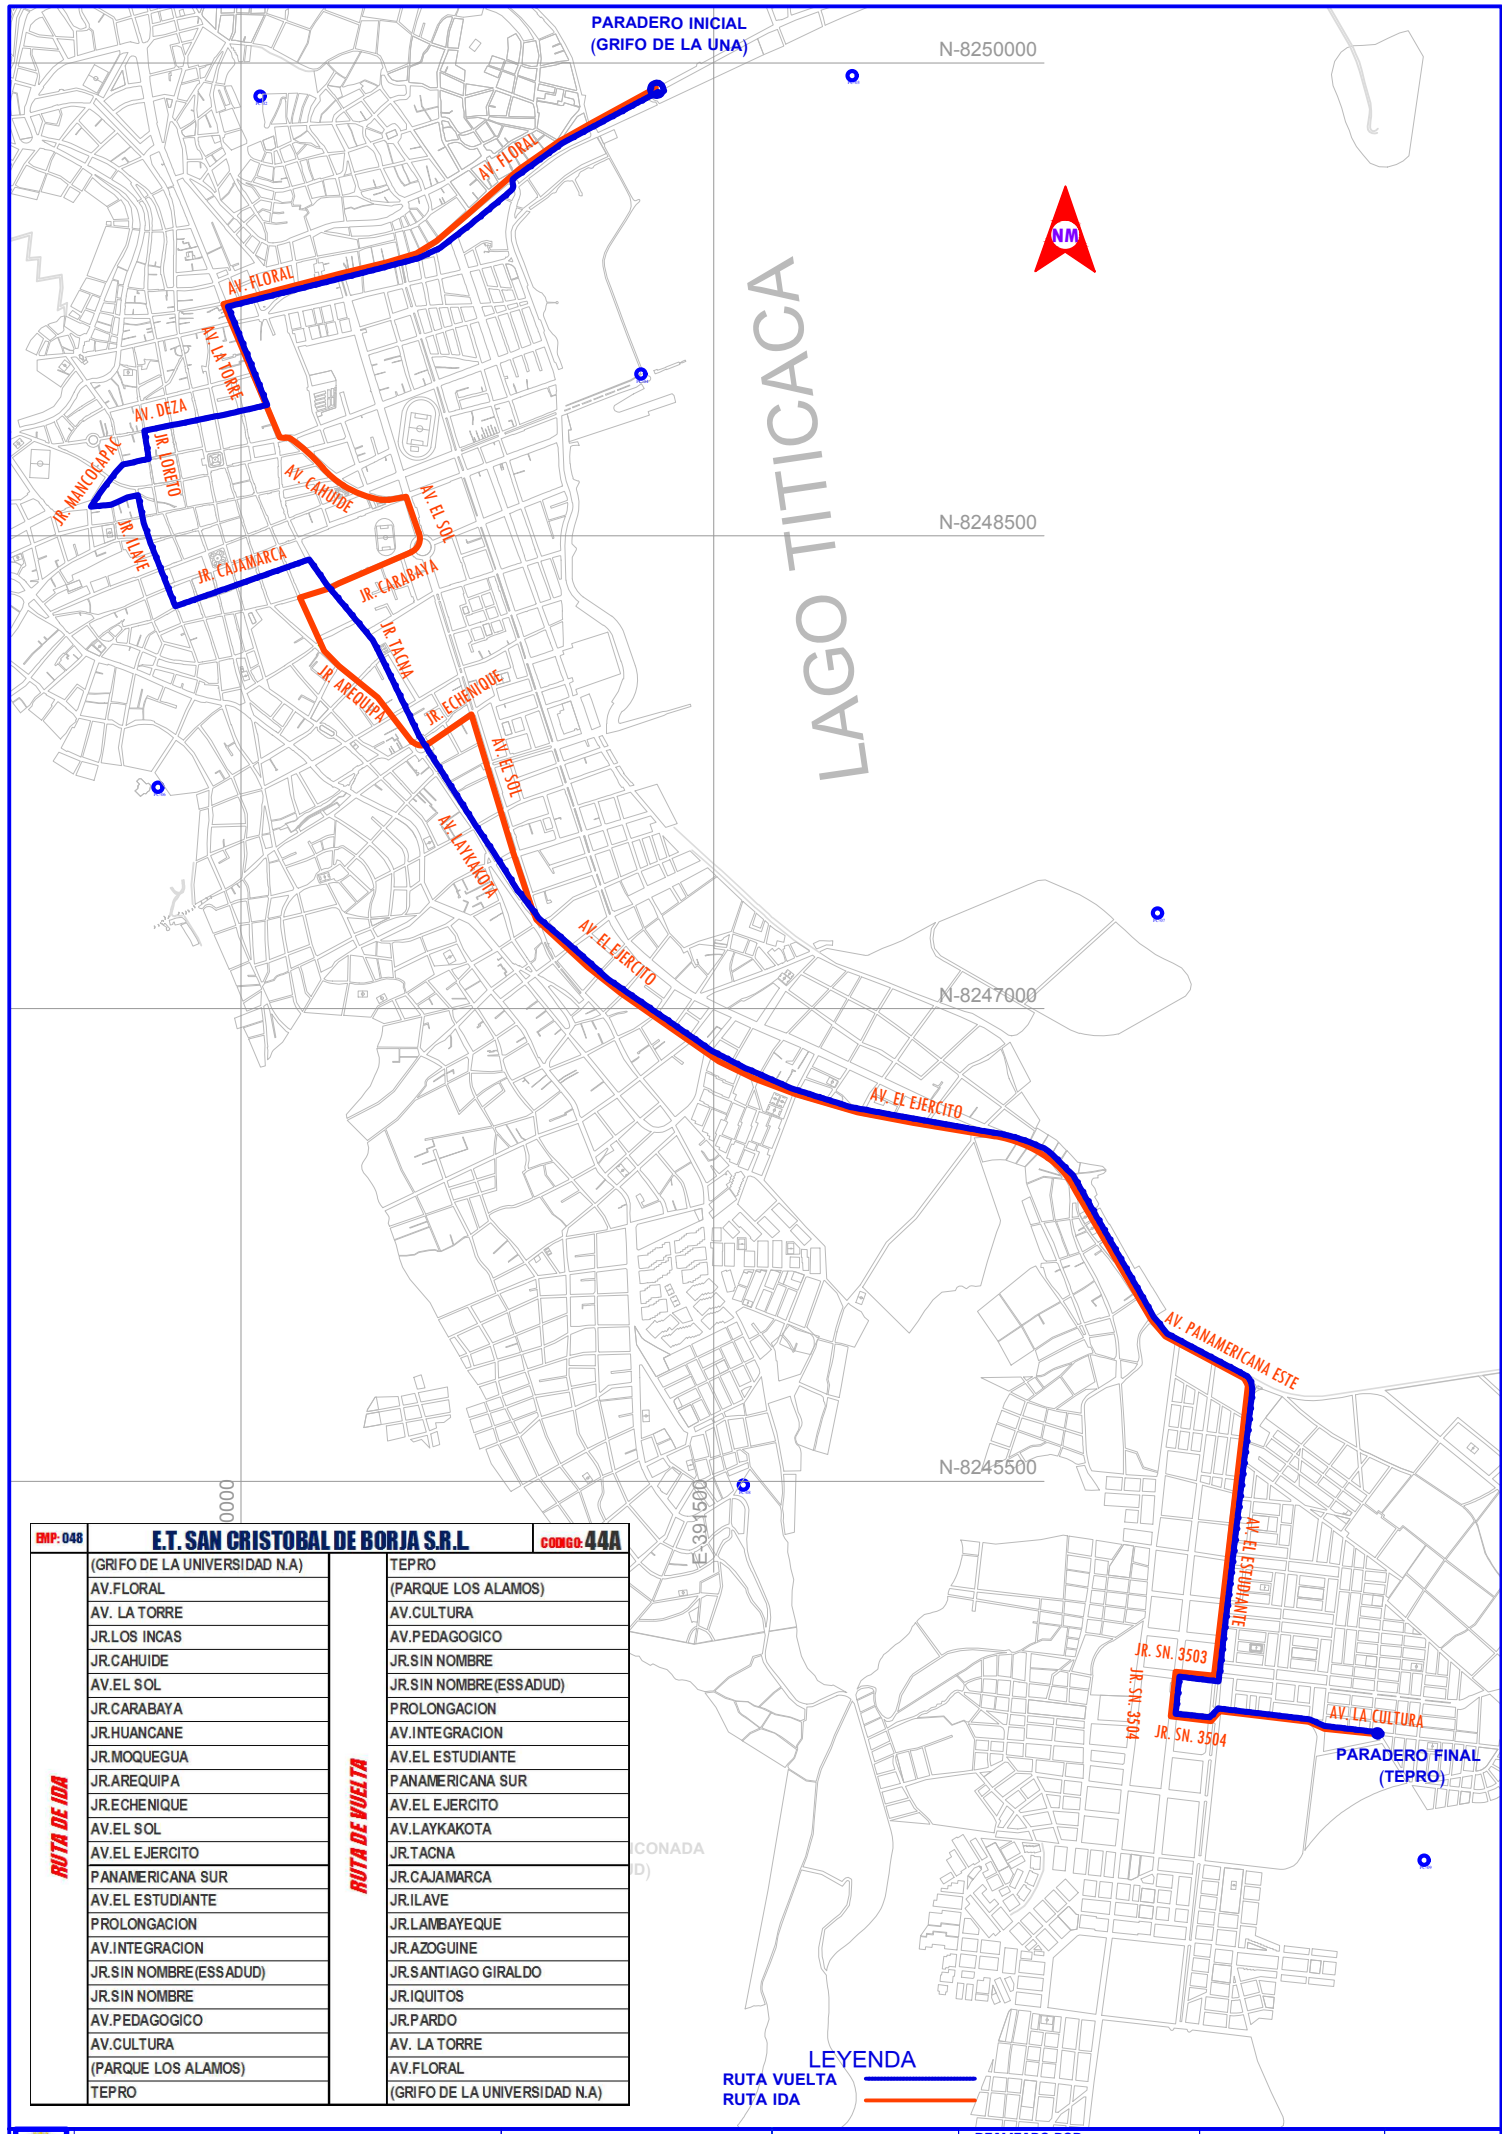 PARADERO INICIAL
(GRIFO DE LA UNA)
N-8250000
AV. FLORAL
NM
AV. FLORAL
LAGO TITICACA
AV. LA TORRE
AV. DEZA
JR. LORETO
JR. MANCOCAPAC
AV. CAHUIDE
AV. EL SOL
N-8248500
JR. ILAVE
JR. CAJAMARCA
JR. CARABAYA
JR. TACNA
JR. AREQUIPA
JR. ECHENIQUE
AV. EL SOL
AV. LAYKAKOTA
AV. EL EJERCITO
N-8247000
AV. EL EJERCITO
AV. PANAMERICANA ESTE
N-8245500
0000
E-391500
AV. EL ESTUDIANTE
JR. SN. 3503
JR. SN. 3504
JR. SN. 3504
AV. LA CULTURA
PARADERO FINAL
(TEPRO)
EMP: 048
E.T. SAN CRISTOBAL DE BORJA S.R.L
CODIGO: 44A
RUTA DE IDA
(GRIFO DE LA UNIVERSIDAD N.A)
AV.FLORAL
AV. LA TORRE
JR.LOS INCAS
JR.CAHUIDE
AV.EL SOL
JR.CARABAYA
JR.HUANCANE
JR.MOQUEGUA
JR.AREQUIPA
JR.ECHENIQUE
AV.EL SOL
AV.EL EJERCITO
PANAMERICANA SUR
AV.EL ESTUDIANTE
PROLONGACION
AV.INTEGRACION
JR.SIN NOMBRE(ESSADUD)
JR.SIN NOMBRE
AV.PEDAGOGICO
AV.CULTURA
(PARQUE LOS ALAMOS)
TEPRO
RUTA DE VUELTA
TEPRO
(PARQUE LOS ALAMOS)
AV.CULTURA
AV.PEDAGOGICO
JR.SIN NOMBRE
JR.SIN NOMBRE(ESSADUD)
PROLONGACION
AV.INTEGRACION
AV.EL ESTUDIANTE
PANAMERICANA SUR
AV.EL EJERCITO
AV.LAYKAKOTA
JR.TACNA
JR.CAJAMARCA
JR.ILAVE
JR.LAMBAYEQUE
JR.AZOGUINE
JR.SANTIAGO GIRALDO
JR.IQUITOS
JR.PARDO
AV. LA TORRE
AV.FLORAL
(GRIFO DE LA UNIVERSIDAD N.A)
LEYENDA
RUTA VUELTA
RUTA IDA